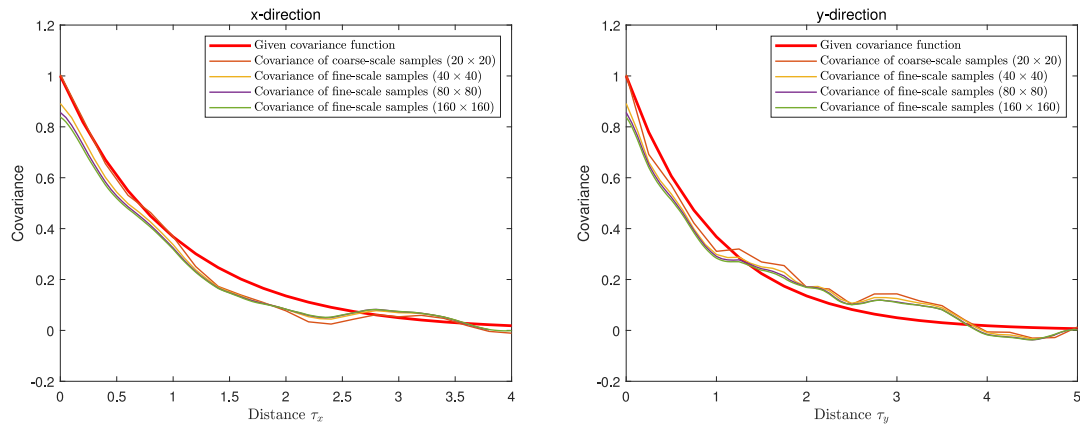 x-direction
1.2
1
0.8
0.6
0.4
0.2
0
-0.2
Covariance
Given covariance function
Covariance of coarse-scale samples (20 × 20)
Covariance of fine-scale samples (40 × 40)
Covariance of fine-scale samples (80 × 80)
Covariance of fine-scale samples (160 × 160)
0 0.5 1 1.5 2 2.5 3 3.5 4
Distance τx
y-direction
1.2
1
0.8
0.6
0.4
0.2
0
-0.2
Covariance
Given covariance function
Covariance of coarse-scale samples (20 × 20)
Covariance of fine-scale samples (40 × 40)
Covariance of fine-scale samples (80 × 80)
Covariance of fine-scale samples (160 × 160)
0 1 2 3 4 5
Distance τy